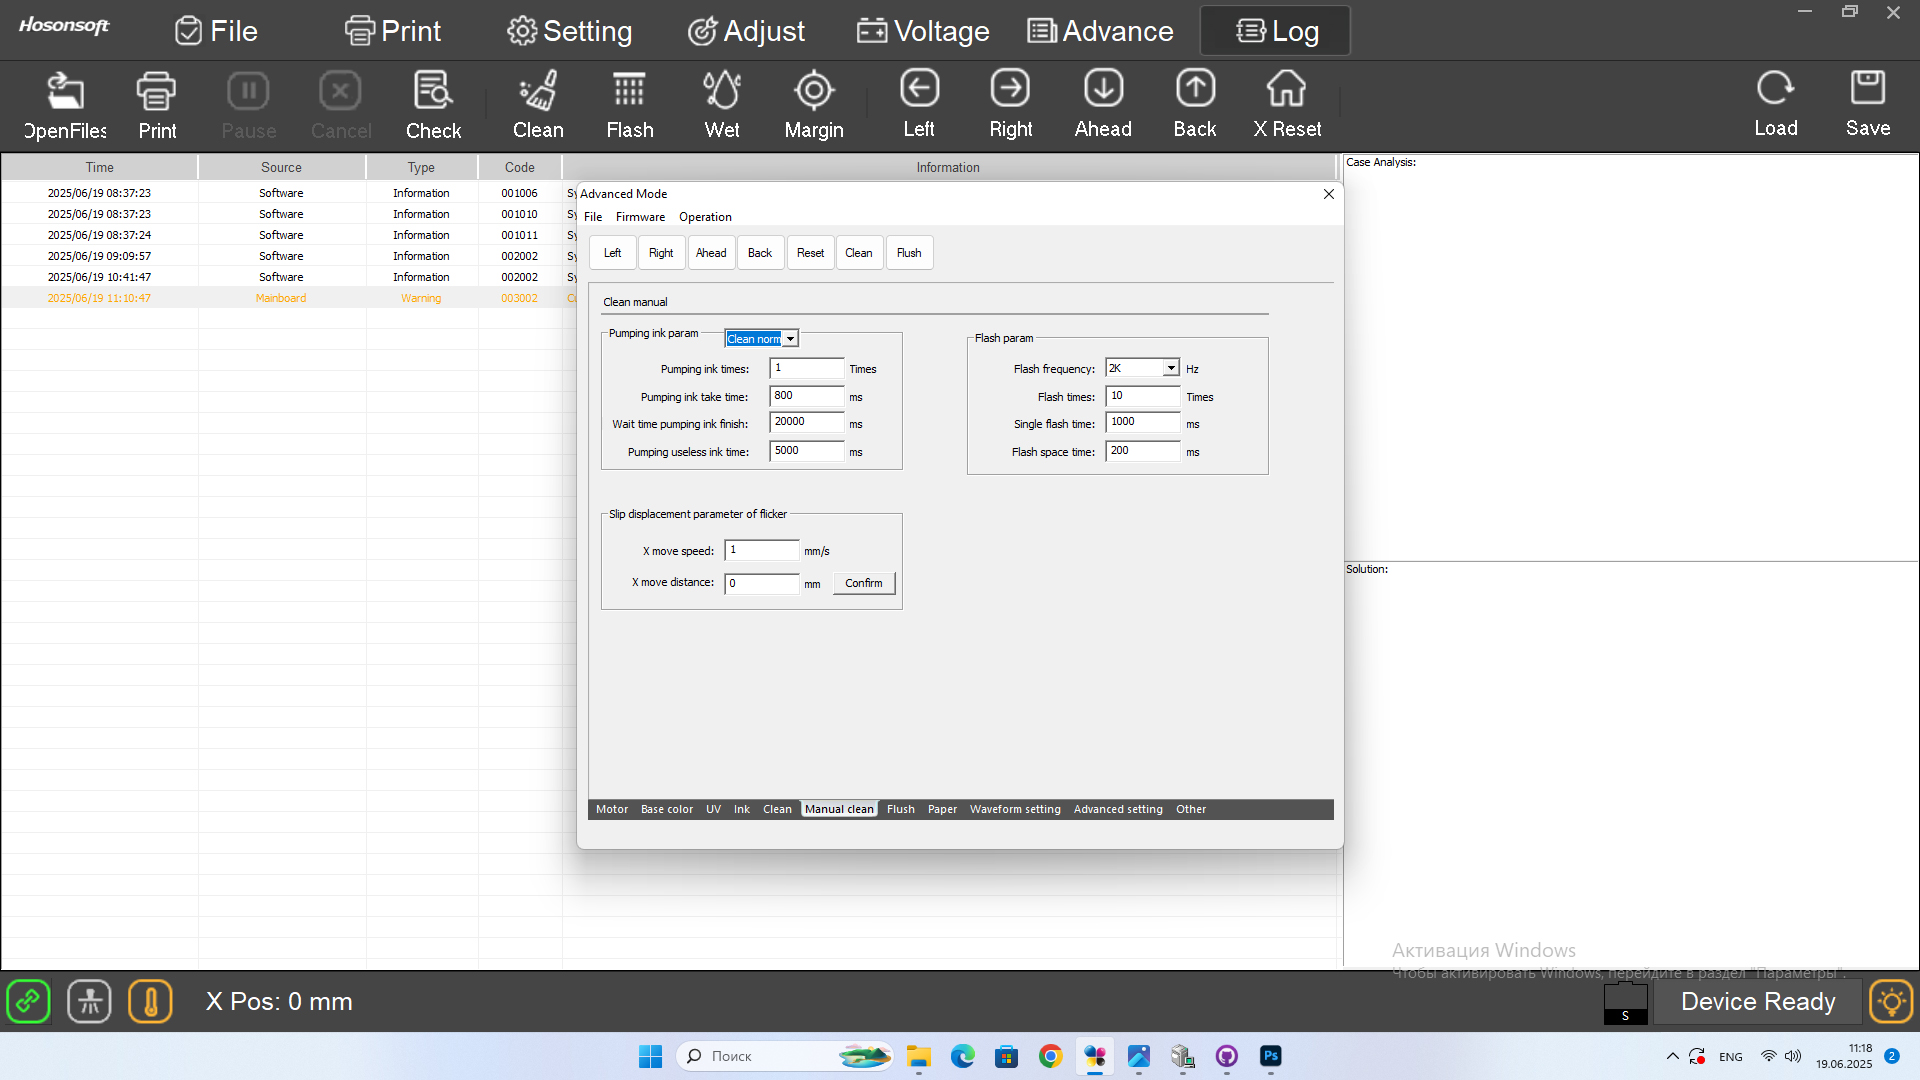 Hosonsoft
File
Print
Setting
Adjust
Voltage
Advance
Log
OpenFiles
Print
Pause
Cancel
Check
Clean
Flash
Wet
Margin
Left
Right
Ahead
Back
X Reset
Load
Save
Time Source Type Code Information
2025/06/19 08:37:23 Software Information 001006 Sy
2025/06/19 08:37:23 Software Information 001010 Sy
2025/06/19 08:37:24 Software Information 001011 Sy
2025/06/19 09:09:57 Software Information 002002 Sy
2025/06/19 10:41:47 Software Information 002002 Sy
2025/06/19 11:10:47 Mainboard Warning 003002
Case Analysis:
Solution:
Advanced Mode
File Firmware Operation
Left Right Ahead Back Reset Clean Flush
Clean manual
Pumping ink param Clean norm
Pumping ink times: 1 Times
Pumping ink take time: 800 ms
Wait time pumping ink finish: 20000 ms
Pumping useless ink time: 5000 ms
Flash param
Flash frequency: 2K Hz
Flash times: 10 Times
Single flash time: 1000 ms
Flash space time: 200 ms
Slip displacement parameter of flicker
X move speed: 1 mm/s
X move distance: 0 mm Confirm
Motor Base color UV Ink Clean Manual clean Flush Paper Waveform setting Advanced setting Other
Активация Windows
Чтобы активировать Windows, перейдите в раздел "Параметры".
X Pos: 0 mm
S
Device Ready
Поиск
Ps
ENG
11:18
19.06.2025
2